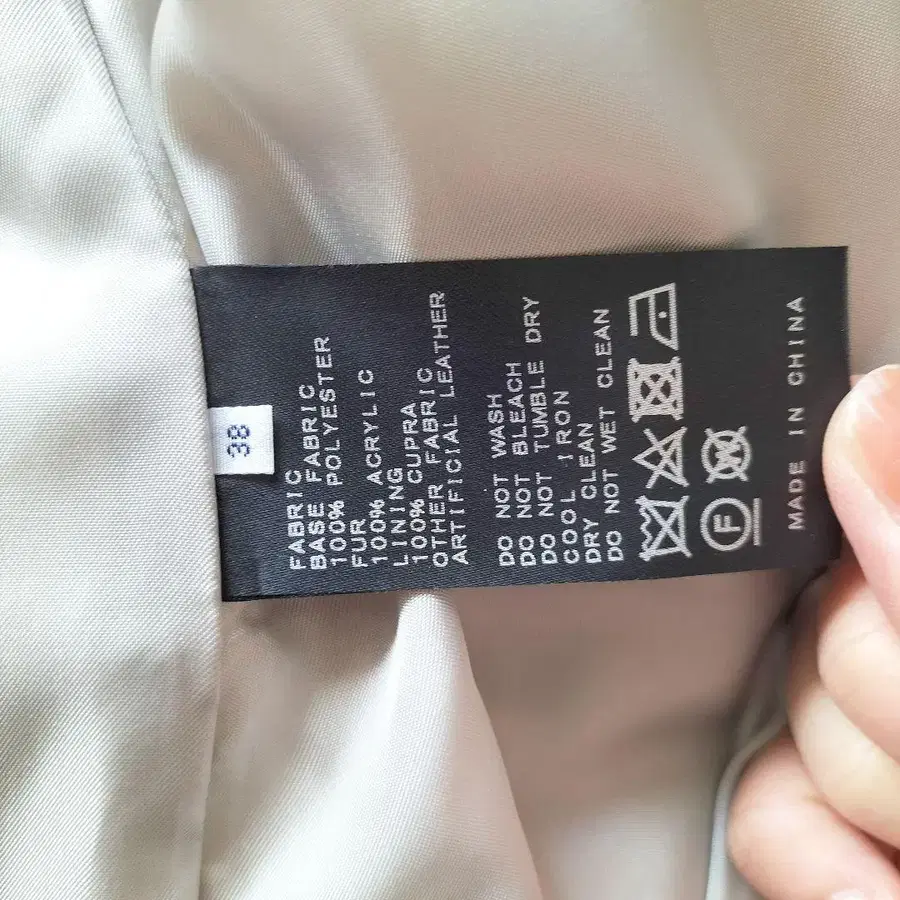 38
FABRIC
BASE FABRIC
100% POLYESTER
FUR
100% ACRYLIC
LINING
100% CUPRA
OTHER FABRIC
ARTIFICIAL LEATHER
DO NOT WASH
DO NOT BLEACH
DO NOT TUMBLE DRY
COOL IRON
DRY CLEAN
DO NOT WET CLEAN
F W
MADE IN CHINA